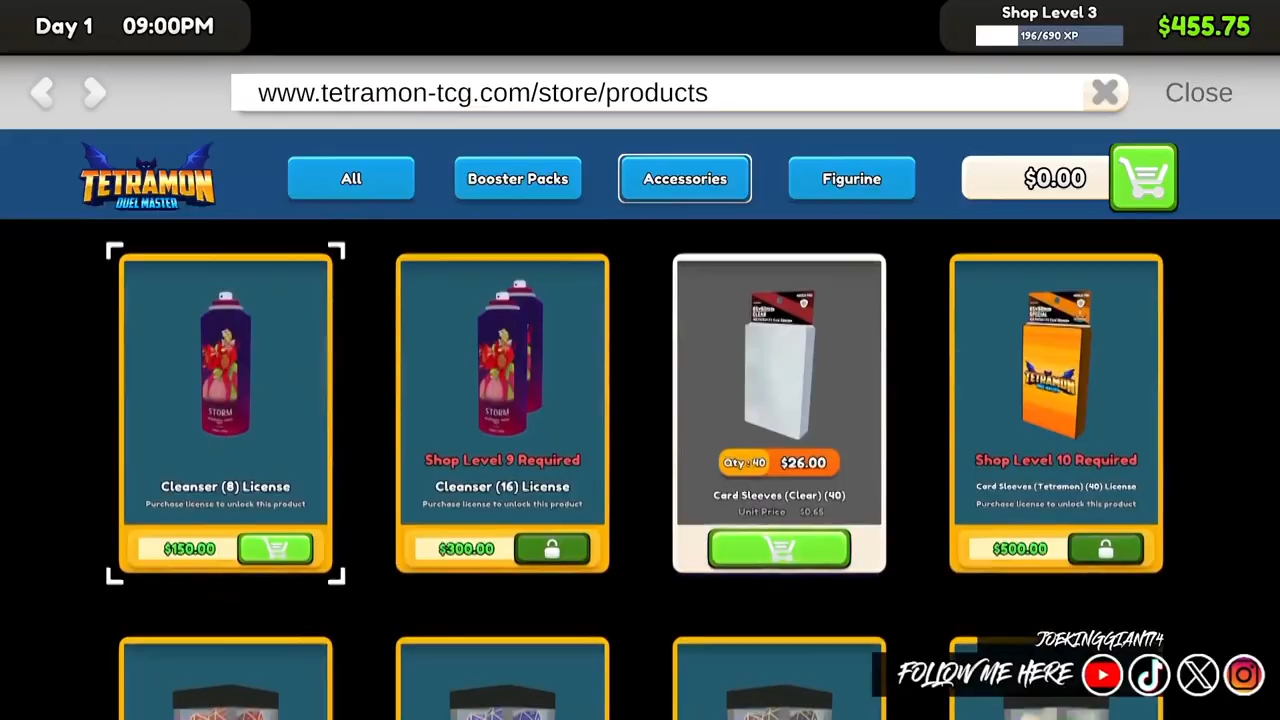 Day 1 09:00PM
Shop Level 3
196/690 XP
$455.75
www.tetramon-tcg.com/store/products
Close
TETRAMON
DUEL MASTER
All
Booster Packs
Accessories
Figurine
$0.00
STORM
Cleanser (8) License
Purchase license to unlock this product
$150.00
STORM
Shop Level 9 Required
Cleanser (16) License
Purchase license to unlock this product
$300.00
CLEAR
Qty : 40 $26.00
Card Sleeves (Clear) (40)
Unit Price $0.65
SPECIAL
TETRAMON
Shop Level 10 Required
Card Sleeves (Tetramon) (40) License
Purchase license to unlock this product
$500.00
JOEKINGGIANT74
FOLLOW ME HERE